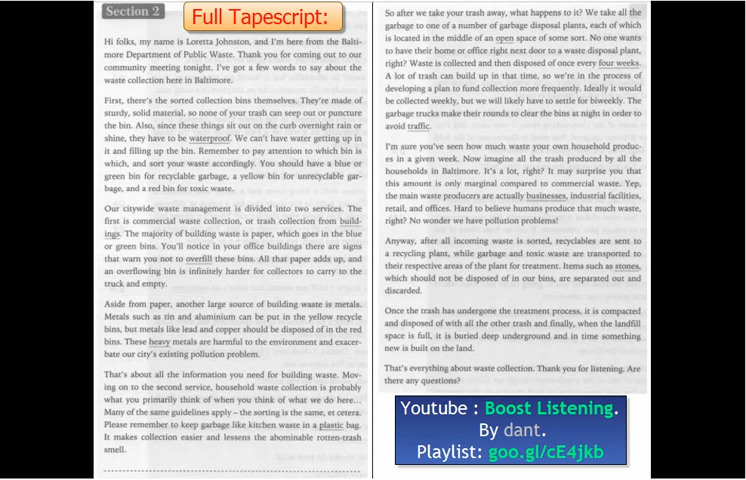 Section 2
Full Tapescript:
Hi folks, my name is Loretta Johnston, and I'm here from the Balti-
more Department of Public Waste. Thank you for coming out to our
community meeting tonight. I've got a few words to say about the
waste collection here in Baltimore.
First, there's the sorted collection bins themselves. They're made of
sturdy, solid material, so none of your trash can seep out or puncture
the bin. Also, since these things sit out on the curb overnight rain or
shine, they have to be waterproof. We can't have water getting up in
it and filling up the bin. Remember to pay attention to which bin is
which, and sort your waste accordingly. You should have a blue or
green bin for recyclable garbage, a yellow bin for unrecyclable gar-
bage, and a red bin for toxic waste.
Our citywide waste management is divided into two services. The
first is commercial waste collection, or trash collection from build-
ings. The majority of building waste is paper, which goes in the blue
or green bins. You'll notice in your office buildings there are signs
that warn you not to overfill these bins. All that paper adds up, and
an overflowing bin is infinitely harder for collectors to carry to the
truck and empty.
Aside from paper, another large source of building waste is metals.
Metals such as tin and aluminium can be put in the yellow recycle
bins, but metals like lead and copper should be disposed of in the red
bins. These heavy metals are harmful to the environment and exacer-
bate our city's existing pollution problem.
That's about all the information you need for building waste. Mov-
ing on to the second service, household waste collection is probably
what you primarily think of when you think of what we do here...
Many of the same guidelines apply – the sorting is the same, et cetera.
Please remember to keep garbage like kitchen waste in a plastic bag.
It makes collection easier and lessens the abominable rotten-trash
smell.
So after we take your trash away, what happens to it? We take all the
garbage to one of a number of garbage disposal plants, each of which
is located in the middle of an open space of some sort. No one wants
to have their home or office right next door to a waste disposal plant,
right? Waste is collected and then disposed of once every four weeks.
A lot of trash can build up in that time, so we're in the process of
developing a plan to fund collection more frequently. Ideally it would
be collected weekly, but we will likely have to settle for biweekly. The
garbage trucks make their rounds to clear the bins at night in order to
avoid traffic.
I'm sure you've seen how much waste your own household produc-
es in a given week. Now imagine all the trash produced by all the
households in Baltimore. It's a lot, right? It may surprise you that
this amount is only marginal compared to commercial waste. Yep,
the main waste producers are actually businesses, industrial facilities,
retail, and offices. Hard to believe humans produce that much waste,
right? No wonder we have pollution problems!
Anyway, after all incoming waste is sorted, recyclables are sent to
a recycling plant, while garbage and toxic waste are transported to
their respective areas of the plant for treatment. Items such as stones,
which should not be disposed of in our bins, are separated out and
discarded.
Once the trash has undergone the treatment process, it is compacted
and disposed of with all the other trash and finally, when the landfill
space is full, it is buried deep underground and in time something
new is built on the land.
That's everything about waste collection. Thank you for listening. Are
there any questions?
Youtube : Boost Listening.
By dant.
Playlist: goo.gl/cE4jkb